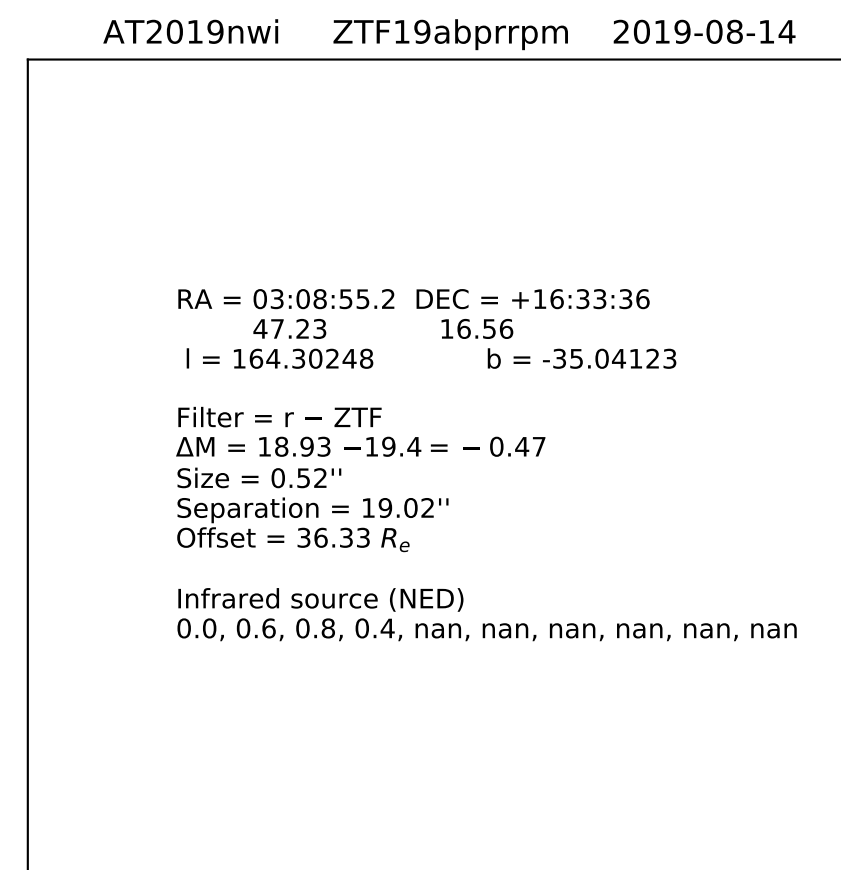 AT2019nwi ZTF19abprrpm 2019-08-14
RA = 03:08:55.2 DEC = +16:33:36
47.23 16.56
l = 164.30248 b = -35.04123
Filter = r − ZTF
ΔM = 18.93 −19.4 = − 0.47
Size = 0.52''
Separation = 19.02''
Offset = 36.33 Rₑ
Infrared source (NED)
0.0, 0.6, 0.8, 0.4, nan, nan, nan, nan, nan, nan